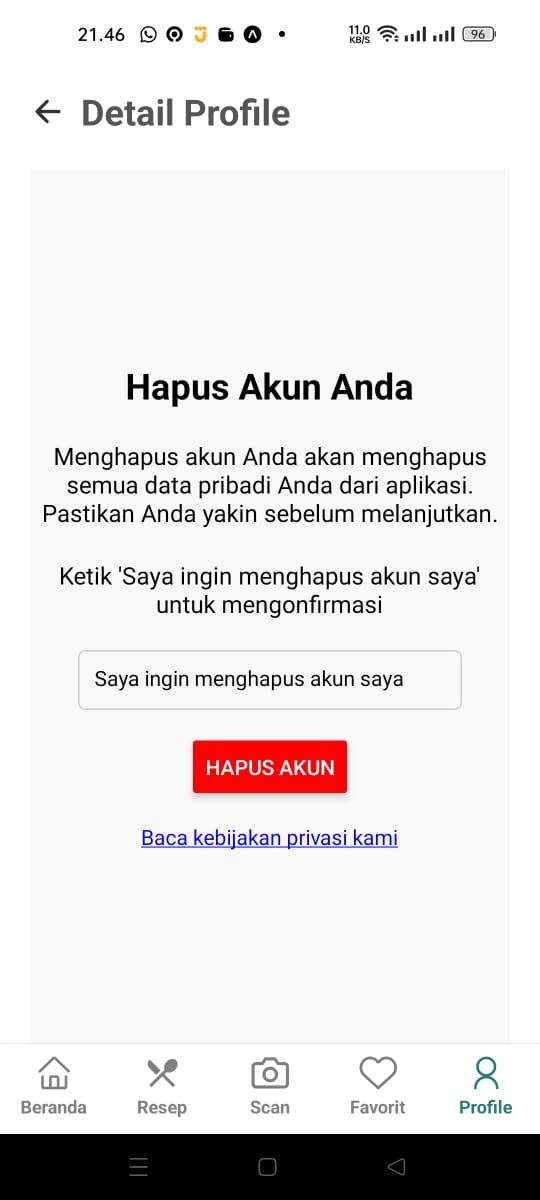 21.46
11.0
KB/S
96
Detail Profile
Hapus Akun Anda
Menghapus akun Anda akan menghapus
semua data pribadi Anda dari aplikasi.
Pastikan Anda yakin sebelum melanjutkan.
Ketik 'Saya ingin menghapus akun saya'
untuk mengonfirmasi
Saya ingin menghapus akun saya
HAPUS AKUN
Baca kebijakan privasi kami
Beranda
Resep
Scan
Favorit
Profile